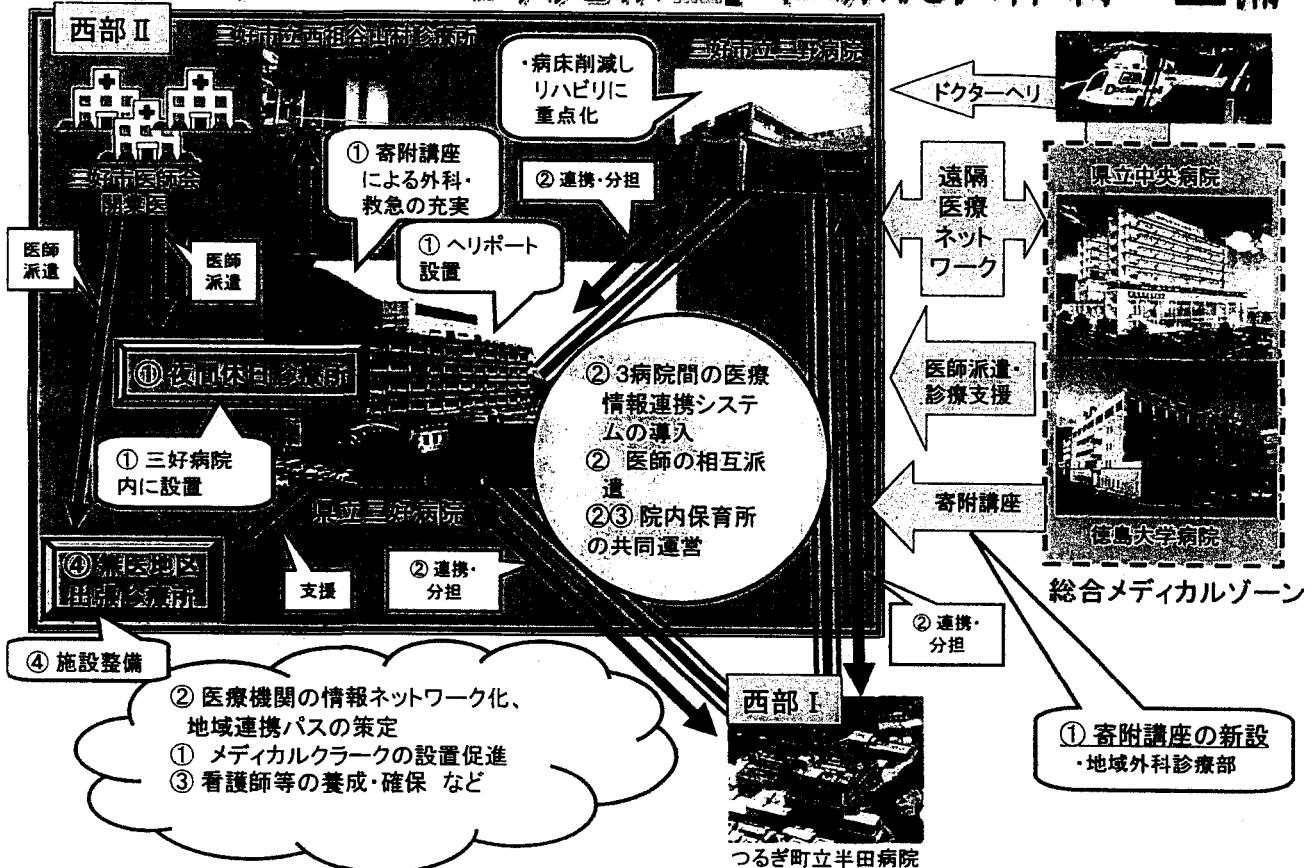 西部Ⅱ
三好市立西祖谷山村診療所
三好市立三野病院
・病床削減し
リハビリに
重点化
ドクターヘリ
三好市医師会
開業医
① 寄附講座
による外科・
救急の充実
② 連携・分担
遠隔
医療
ネット
ワーク
県立中央病院
医師
派遣
医師
派遣
① ヘリポート
設置
① 夜間休日診療所
② 3病院間の医療
情報連携システ
ムの導入
② 医師の相互派
遣
②③ 院内保育所
の共同運営
医師派遣・
診療支援
① 三好病院
内に設置
県立三好病院
寄附講座
徳島大学病院
④ 無医地区
出張診療所
支援
② 連携・
分担
総合メディカルゾーン
④ 施設整備
② 連携・
分担
② 医療機関の情報ネットワーク化、
地域連携パスの策定
① メディカルクラークの設置促進
③ 看護師等の養成・確保 など
西部Ⅰ
① 寄附講座の新設
・地域外科診療部
つるぎ町立半田病院